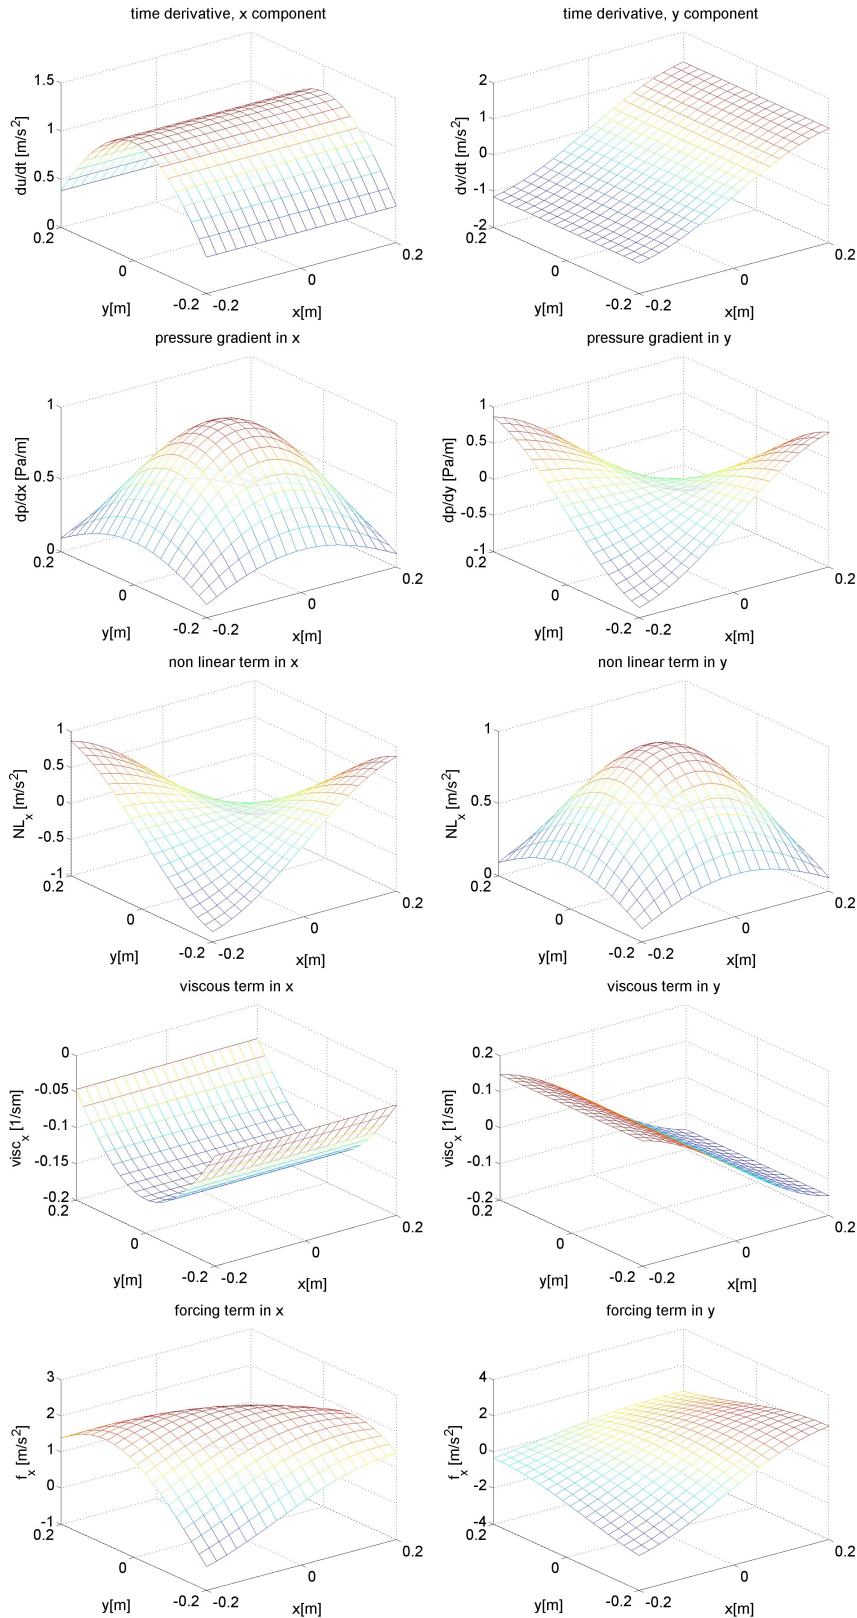 time derivative, x component
1.5
1
0.5
0
du/dt [m/s²]
0.2
0
-0.2
y[m]
-0.2
0
0.2
x[m]
time derivative, y component
2
1
0
-1
-2
dv/dt [m/s²]
0.2
0
-0.2
y[m]
-0.2
0
0.2
x[m]
pressure gradient in x
1
0.5
0
dp/dx [Pa/m]
0.2
0
-0.2
y[m]
-0.2
0
0.2
x[m]
pressure gradient in y
1
0.5
0
-0.5
-1
dp/dy [Pa/m]
0.2
0
-0.2
y[m]
-0.2
0
0.2
x[m]
non linear term in x
1
0.5
0
-0.5
-1
NLₓ [m/s²]
0.2
0
-0.2
y[m]
-0.2
0
0.2
x[m]
non linear term in y
1
0.5
0
NLₓ [m/s²]
0.2
0
-0.2
y[m]
-0.2
0
0.2
x[m]
viscous term in x
0
-0.05
-0.1
-0.15
-0.2
viscₓ [1/sm]
0.2
0
-0.2
y[m]
-0.2
0
0.2
x[m]
viscous term in y
0.2
0.1
0
-0.1
-0.2
viscₓ [1/sm]
0.2
0
-0.2
y[m]
-0.2
0
0.2
x[m]
forcing term in x
3
2
1
0
-1
fₓ [m/s²]
0.2
0
-0.2
y[m]
-0.2
0
0.2
x[m]
forcing term in y
4
2
0
-2
-4
fₓ [m/s²]
0.2
0
-0.2
y[m]
-0.2
0
0.2
x[m]